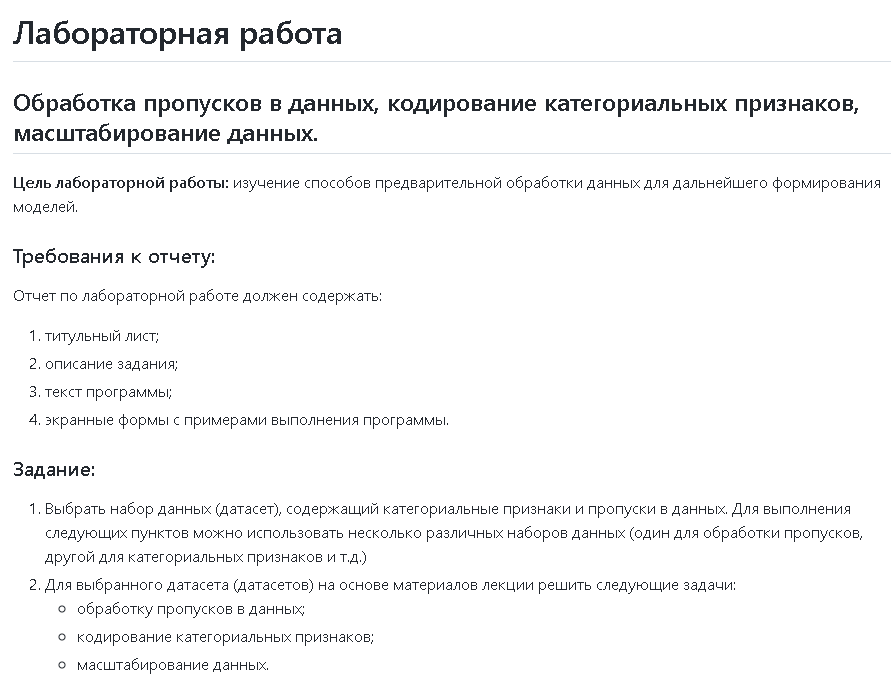 Лабораторная работа
Обработка пропусков в данных, кодирование категориальных признаков,
масштабирование данных.
Цель лабораторной работы: изучение способов предварительной обработки данных для дальнейшего формирования
моделей.
Требования к отчету:
Отчет по лабораторной работе должен содержать:
1. титульный лист;
2. описание задания;
3. текст программы;
4. экранные формы с примерами выполнения программы.
Задание:
1. Выбрать набор данных (датасет), содержащий категориальные признаки и пропуски в данных. Для выполнения
следующих пунктов можно использовать несколько различных наборов данных (один для обработки пропусков,
другой для категориальных признаков и т.д.)
2. Для выбранного датасета (датасетов) на основе материалов лекции решить следующие задачи:
○ обработку пропусков в данных;
○ кодирование категориальных признаков;
○ масштабирование данных.